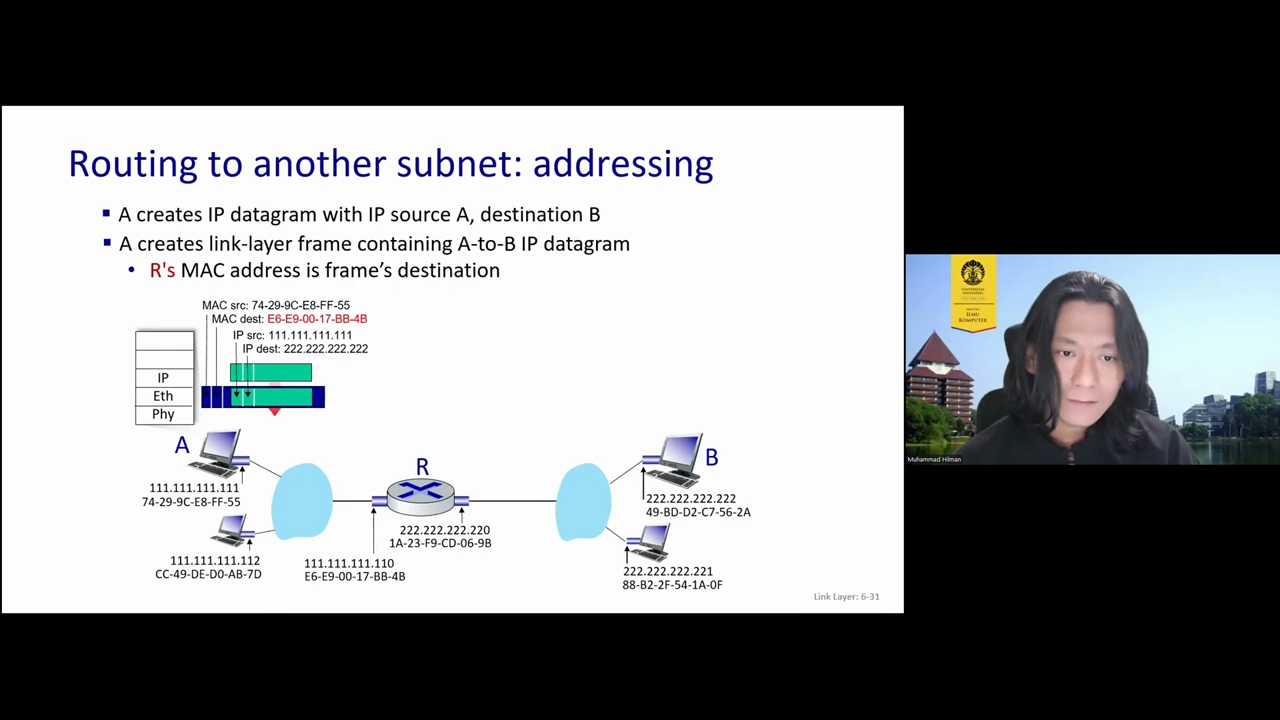 Routing to another subnet: addressing
A creates IP datagram with IP source A, destination B
A creates link-layer frame containing A-to-B IP datagram
R's MAC address is frame's destination
MAC src: 74-29-9C-E8-FF-55
MAC dest: E6-E9-00-17-BB-4B
IP src: 111.111.111.111
IP dest: 222.222.222.222
IP
Eth
Phy
A
R
B
111.111.111.111
74-29-9C-E8-FF-55
222.222.222.222
49-BD-D2-C7-56-2A
222.222.222.220
1A-23-F9-CD-06-9B
111.111.111.112
CC-49-DE-D0-AB-7D
111.111.111.110
E6-E9-00-17-BB-4B
222.222.222.221
88-B2-2F-54-1A-0F
Link Layer: 6-31
UNIVERSITAS
INDONESIA
ILMU
KOMPUTER
Muhammad Hilman